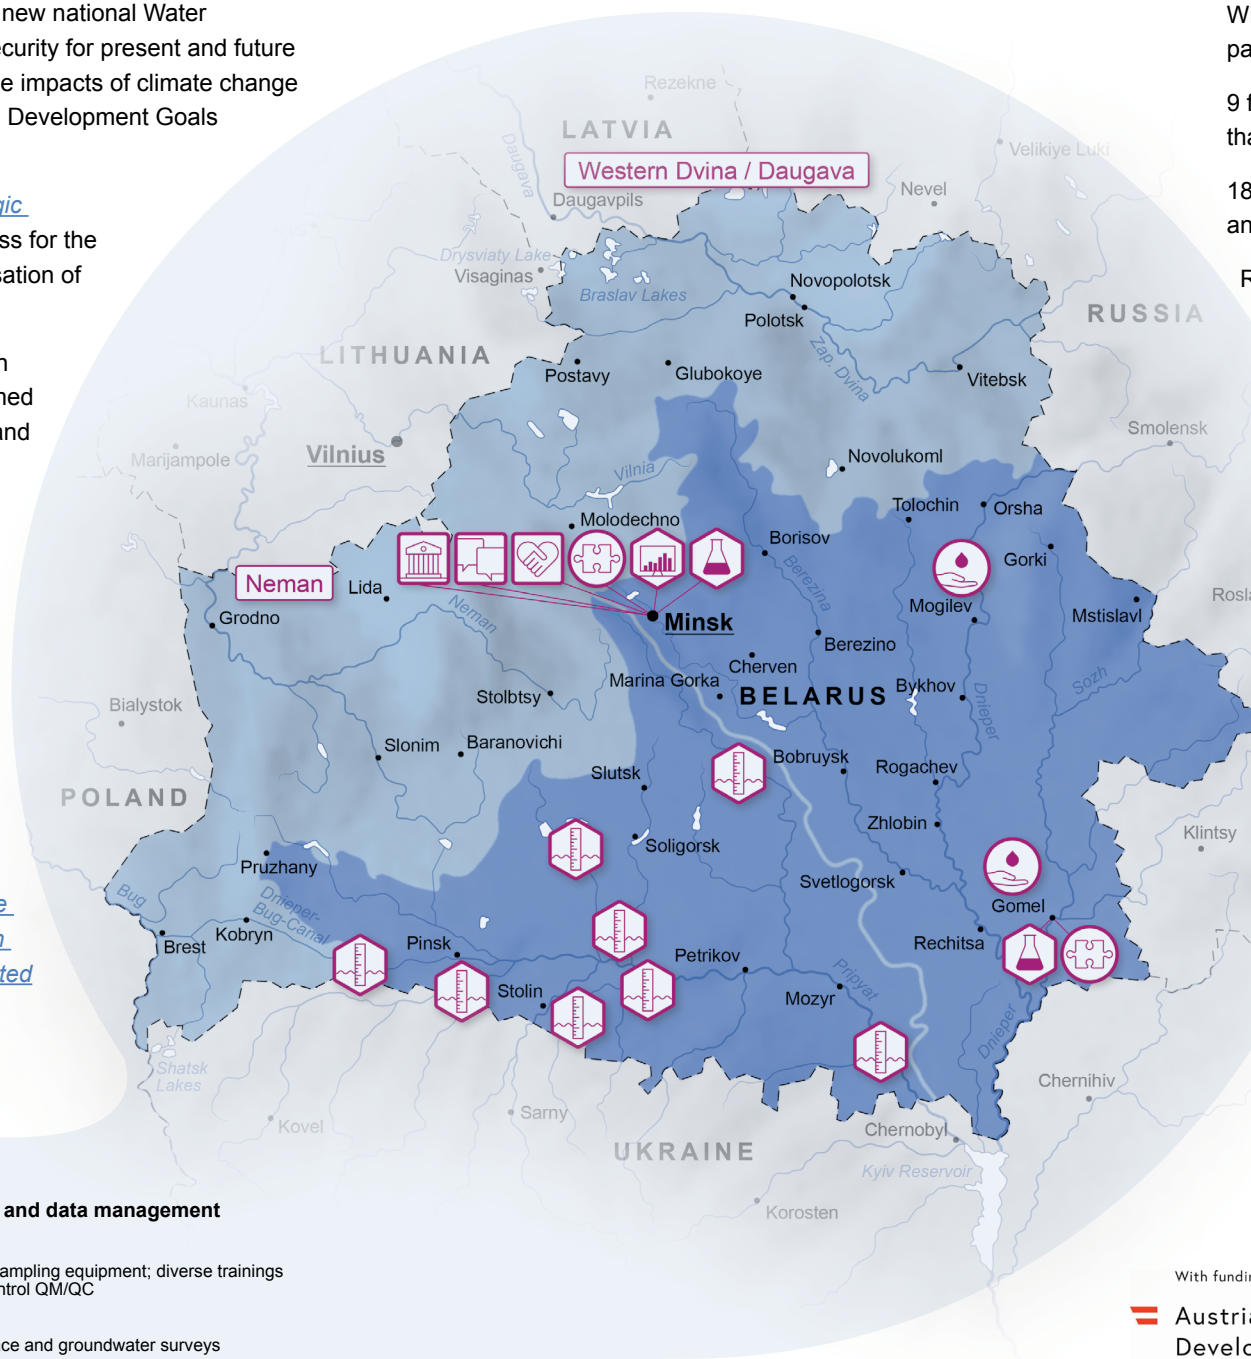 new national Water
ecurity for present and future
e impacts of climate change
Development Goals
gic
ss for the
sation of
n
ned
and
e
n
ted
W
pa
9 f
tha
18
an
R
Rezekne
LATVIA
Western Dvina / Daugava
Daugava
Velikiye Luki
Nevel
Daugavpils
Drysviaty Lake
Visaginas
Braslav Lakes
Novopolotsk
Polotsk
RUSSIA
LITHUANIA
Postavy
Glubokoye
Zap. Dvina
Vitebsk
Kaunas
Smolensk
Marijampole
Vilnius
Vilnia
Novolukoml
Tolochin
Orsha
Molodechno
Borisov
Gorki
Neman
Lida
Berezina
Mogilev
Mstislavl
Rosla
Grodno
Neman
Minsk
Berezino
Cherven
Sozh
Marina Gorka
BELARUS
Bykhov
Dnieper
Stolbtsy
Bialystok
Slonim
Baranovichi
Bobruysk
Rogachev
Slutsk
POLAND
Zhlobin
Klintsy
Soligorsk
Pruzhany
Svetlogorsk
Bug
Dnieper-
Bug-Canal
Gomel
Kobryn
Brest
Pinsk
Rechitsa
Petrikov
Stolin
Mozyr
Pripyat
Dnieper
Shatsk
Lakes
Chernihiv
Kovel
Sarny
Chernobyl
UKRAINE
Kyiv Reservoir
Korosten
and data management
ampling equipment; diverse trainings
ntrol QM/QC
ace and groundwater surveys
With fundin
Austria
Develo